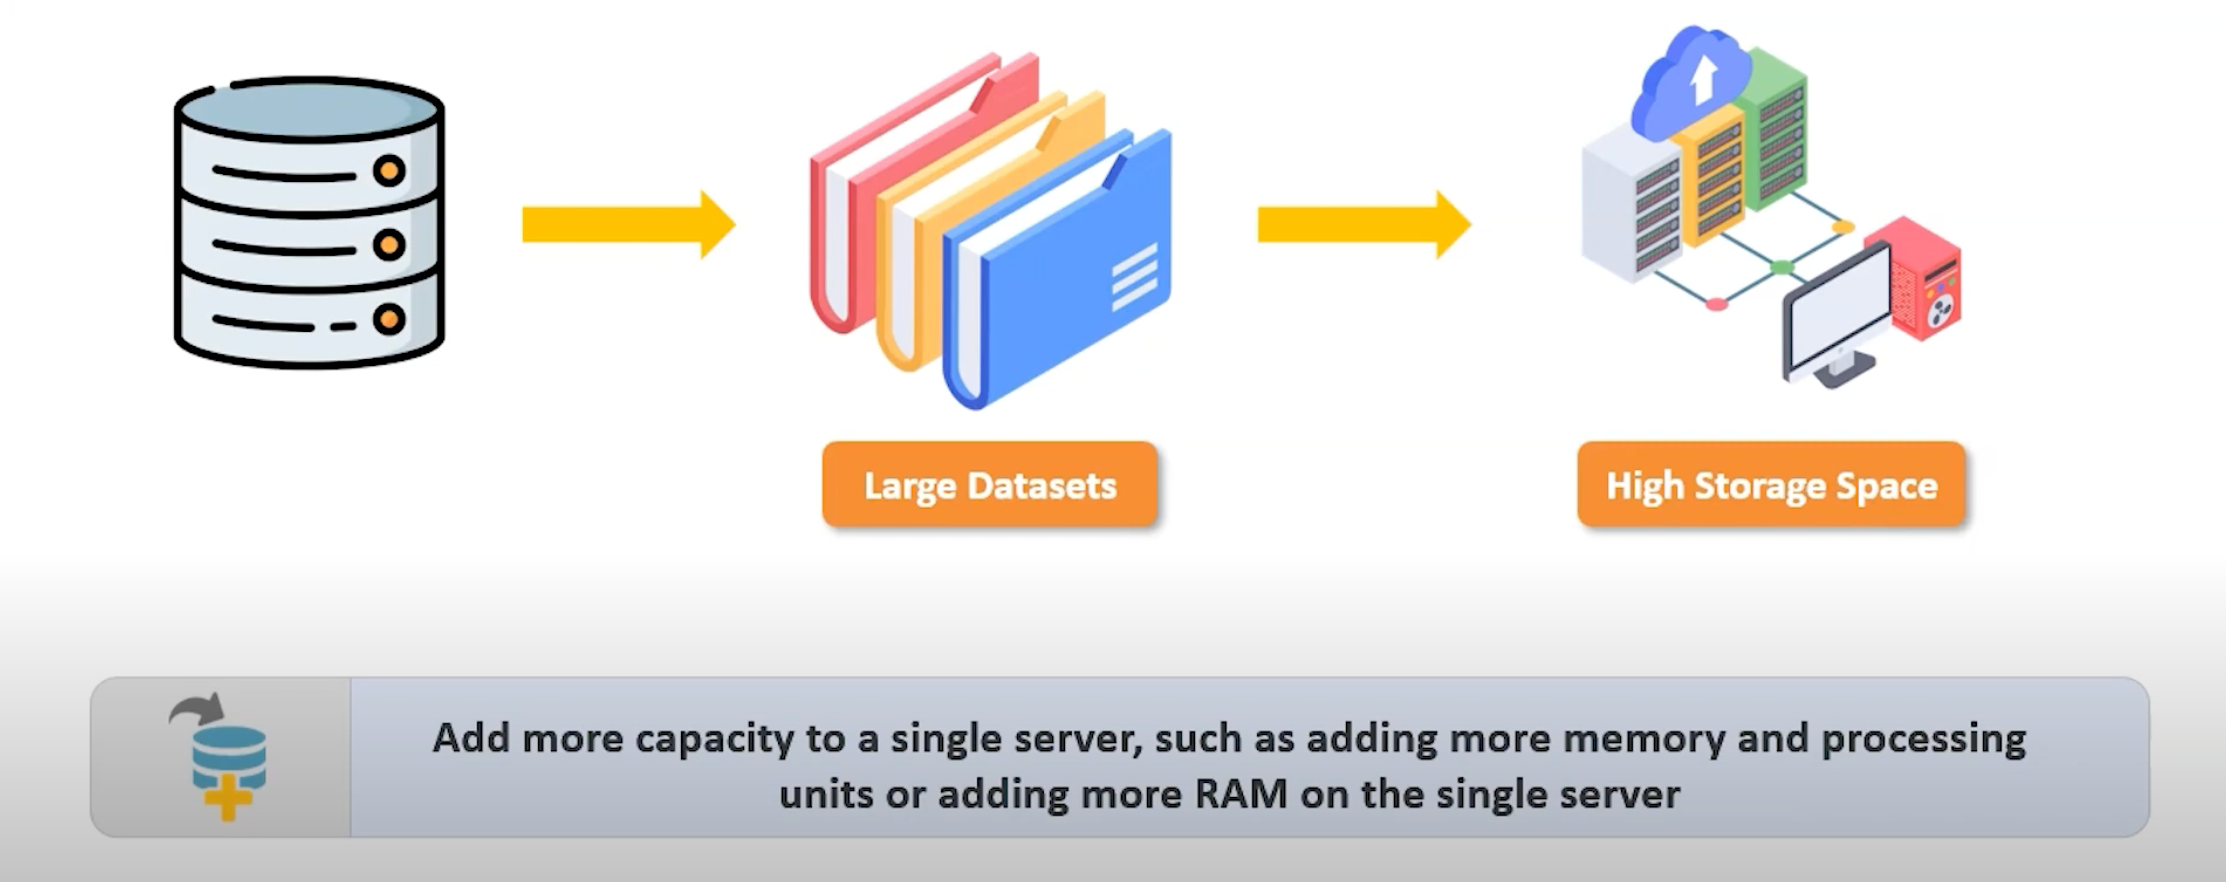 Large Datasets
High Storage Space
Add more capacity to a single server, such as adding more memory and processing
units or adding more RAM on the single server